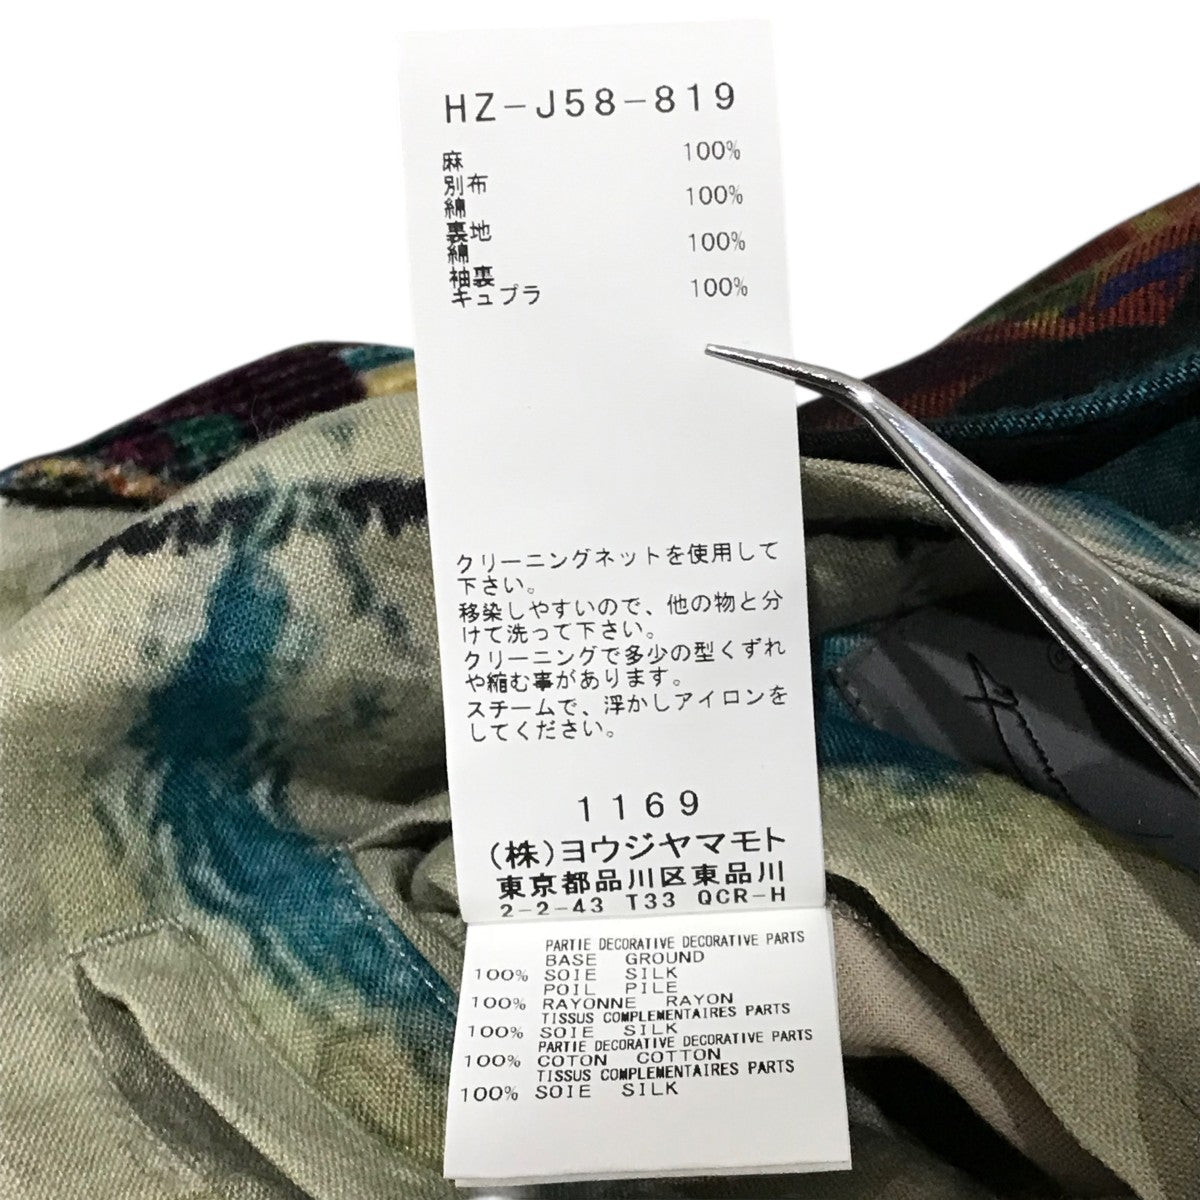 HZ-J58-819
麻 100%
別布
綿 100%
裏地
綿 100%
袖裏
キュプラ 100%
クリーニングネットを使用して
下さい。
移染しやすいので、他の物と分
けて洗って下さい。
クリーニングで多少の型くずれ
や縮む事があります。
スチームで、浮かしアイロンを
してください。
1169
(株)ヨウジヤマモト
東京都品川区東品川
2-2-43 T33 QCR-H
PARTIE DECORATIVE DECORATIVE PARTS
BASE GROUND
100% SOIE SILK
POIL PILE
100% RAYONNE RAYON
TISSUS COMPLEMENTAIRES PARTS
100% SOIE SILK
PARTIE DECORATIVE DECORATIVE PARTS
100% COTON COTTON
TISSUS COMPLEMENTAIRES PARTS
100% SOIE SILK